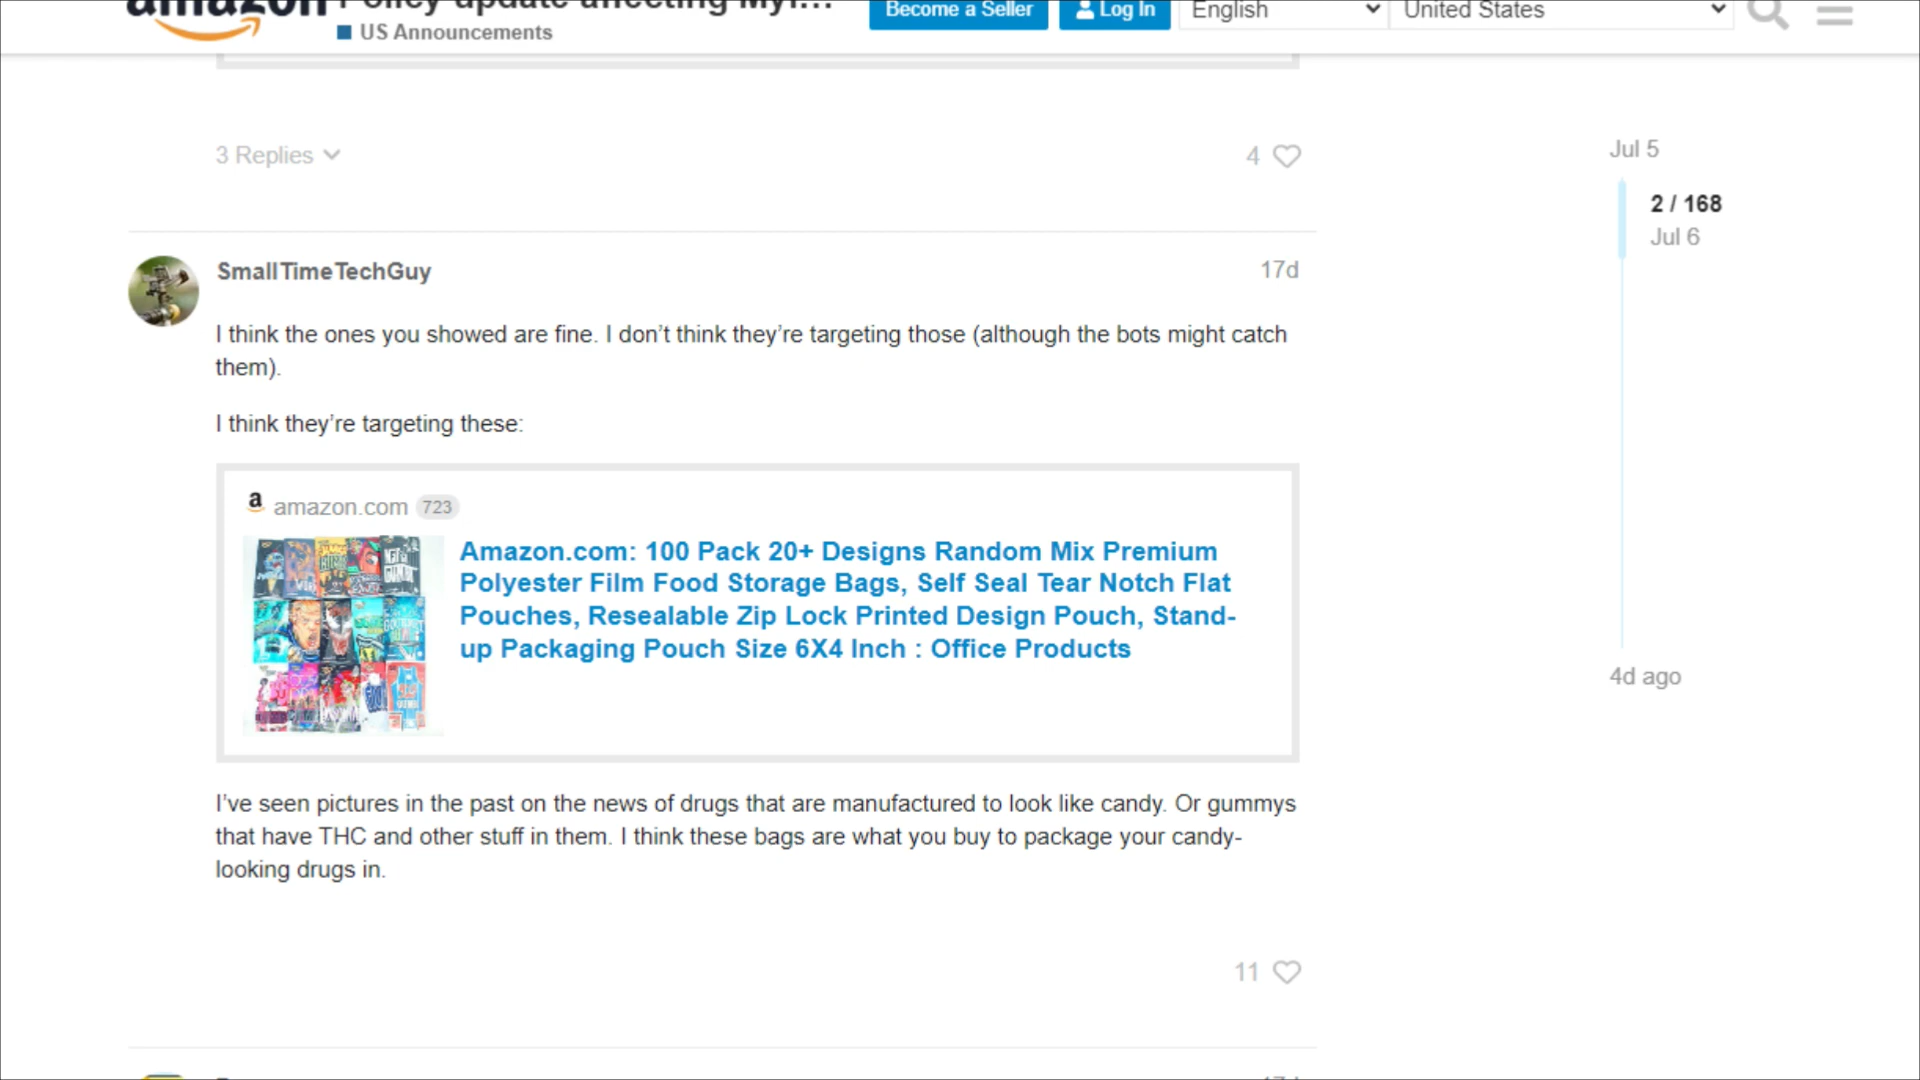 amazon Policy update affecting Myl...
US Announcements
Become a Seller
Log In
English
United States
3 Replies
4
Jul 5
2 / 168
Jul 6
4d ago
SmallTimeTechGuy
17d
I think the ones you showed are fine. I don’t think they’re targeting those (although the bots might catch
them).
I think they’re targeting these:
a amazon.com 723
Amazon.com: 100 Pack 20+ Designs Random Mix Premium
Polyester Film Food Storage Bags, Self Seal Tear Notch Flat
Pouches, Resealable Zip Lock Printed Design Pouch, Stand-
up Packaging Pouch Size 6X4 Inch : Office Products
I’ve seen pictures in the past on the news of drugs that are manufactured to look like candy. Or gummys
that have THC and other stuff in them. I think these bags are what you buy to package your candy-
looking drugs in.
11